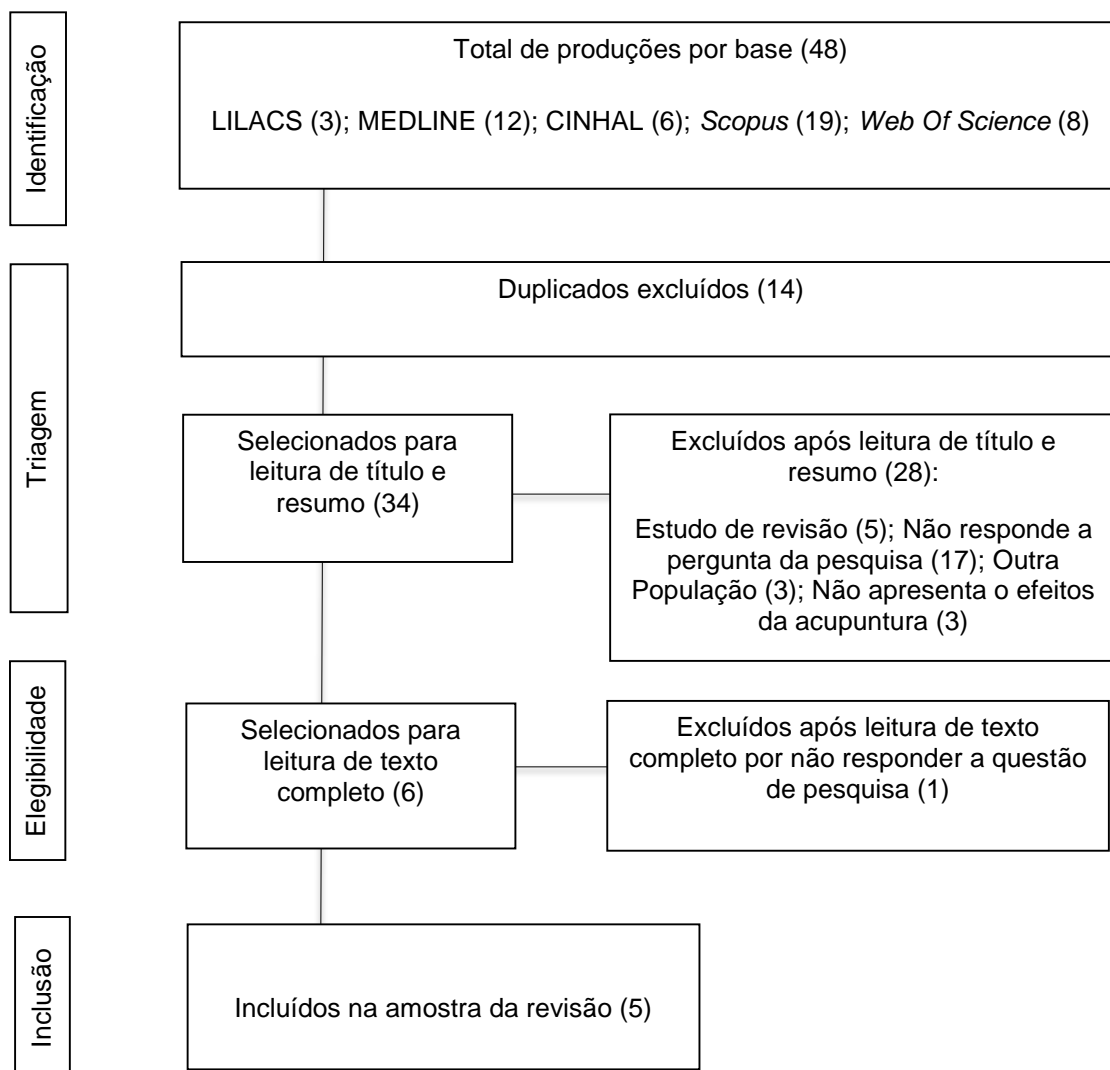 Identificação
Total de produções por base (48)
LILACS (3); MEDLINE (12); CINHAL (6); Scopus (19); Web Of Science (8)
Triagem
Duplicados excluídos (14)
Selecionados para
leitura de título e
resumo (34)
Excluídos após leitura de título e
resumo (28):
Estudo de revisão (5); Não responde a
pergunta da pesquisa (17); Outra
População (3); Não apresenta o efeitos
da acupuntura (3)
Elegibilidade
Selecionados para
leitura de texto
completo (6)
Excluídos após leitura de texto
completo por não responder a questão
de pesquisa (1)
Inclusão
Incluídos na amostra da revisão (5)